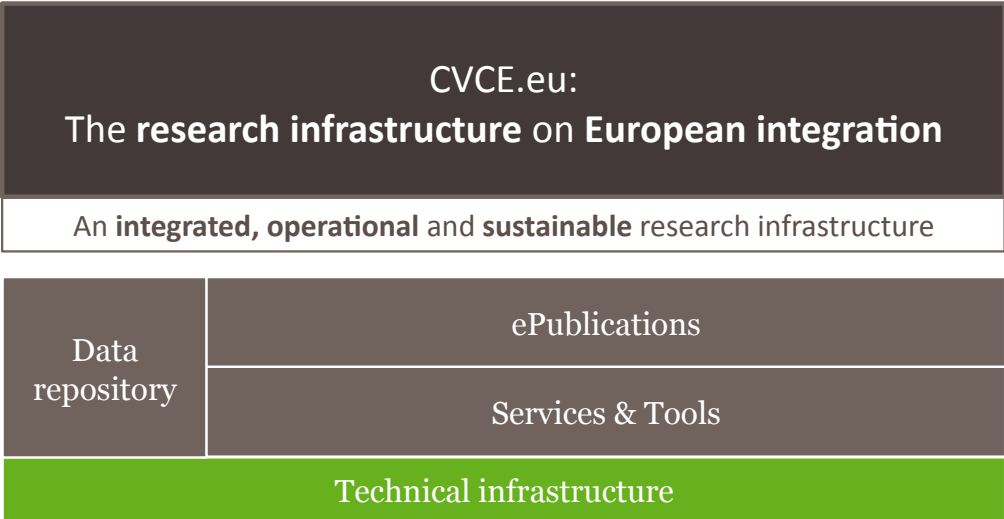 CVCE.eu:
The research infrastructure on European integration
An integrated, operational and sustainable research infrastructure
Data
repository
ePublications
Services & Tools
Technical infrastructure